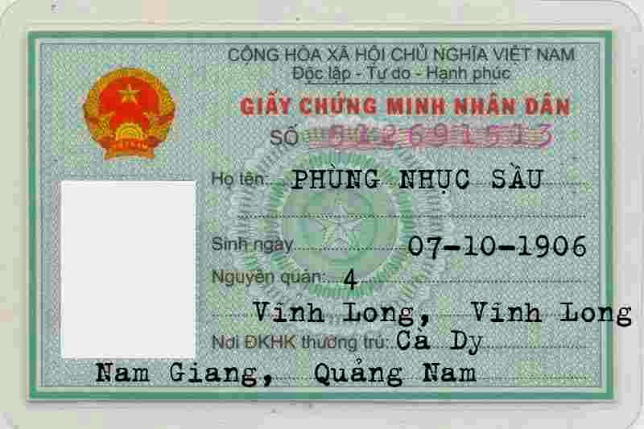 CỘNG HÒA XÃ HỘI CHỦ NGHĨA VIỆT NAM
Độc lập - Tự do - Hạnh phúc
GIẤY CHỨNG MINH NHÂN DÂN
SỐ 512691513
Họ tên: PHÙNG NHỤC SẦU
Sinh ngày 07-10-1906
Nguyên quán: 4
Vĩnh Long, Vĩnh Long
Nơi ĐKHK thường trú: Cà Dy
Nam Giang, Quảng Nam